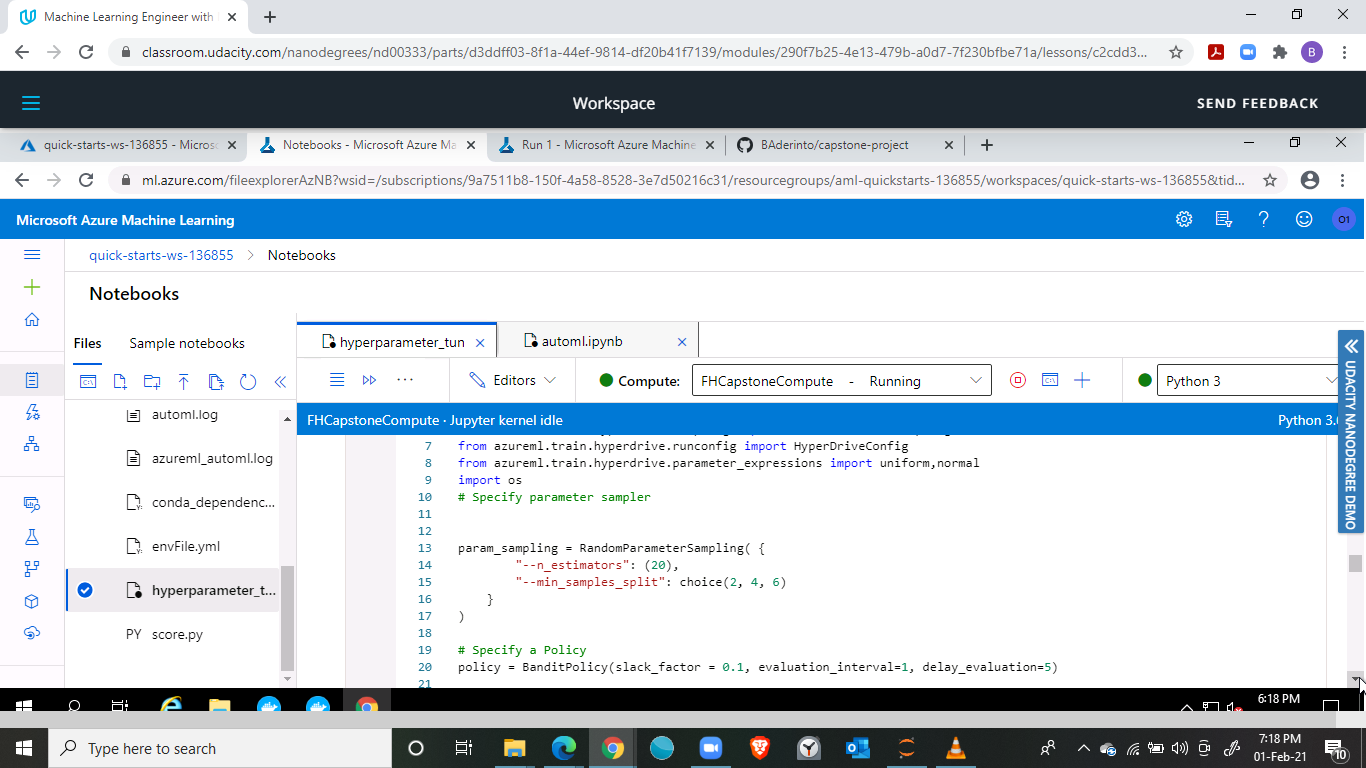 Machine Learning Engineer with
classroom.udacity.com/nanodegrees/nd00333/parts/d3ddff03-8f1a-44ef-9814-df20b41f7139/modules/290f7b25-4e13-479b-a0d7-7f230bfbe71a/lessons/c2cdd3...
B
Workspace
SEND FEEDBACK
quick-starts-ws-136855 - Micros
Notebooks - Microsoft Azure Ma
Run 1 - Microsoft Azure Machine
BAderinto/capstone-project
ml.azure.com/fileexplorerAzNB?wsid=/subscriptions/9a7511b8-150f-4a58-8528-3e7d50216c31/resourcegroups/aml-quickstarts-136855/workspaces/quick-starts-ws-136855&tid...
Microsoft Azure Machine Learning
O1
quick-starts-ws-136855 > Notebooks
Notebooks
Files
Sample notebooks
hyperparameter_tun
automl.ipynb
Editors
Compute:
FHCapstoneCompute - Running
Python 3
FHCapstoneCompute · Jupyter kernel idle
Python 3.
automl.log
azureml_automl.log
conda_dependenc...
envFile.yml
hyperparameter_t...
PY score.py
7 from azureml.train.hyperdrive.runconfig import HyperDriveConfig
8 from azureml.train.hyperdrive.parameter_expressions import uniform,normal
9 import os
10 # Specify parameter sampler
11
12
13 param_sampling = RandomParameterSampling( {
14 "--n_estimators": (20),
15 "--min_samples_split": choice(2, 4, 6)
16 }
17 )
18
19 # Specify a Policy
20 policy = BanditPolicy(slack_factor = 0.1, evaluation_interval=1, delay_evaluation=5)
21
UDACITY NANODEGREE DEMO
6:18 PM
Type here to search
7:18 PM
01-Feb-21
10